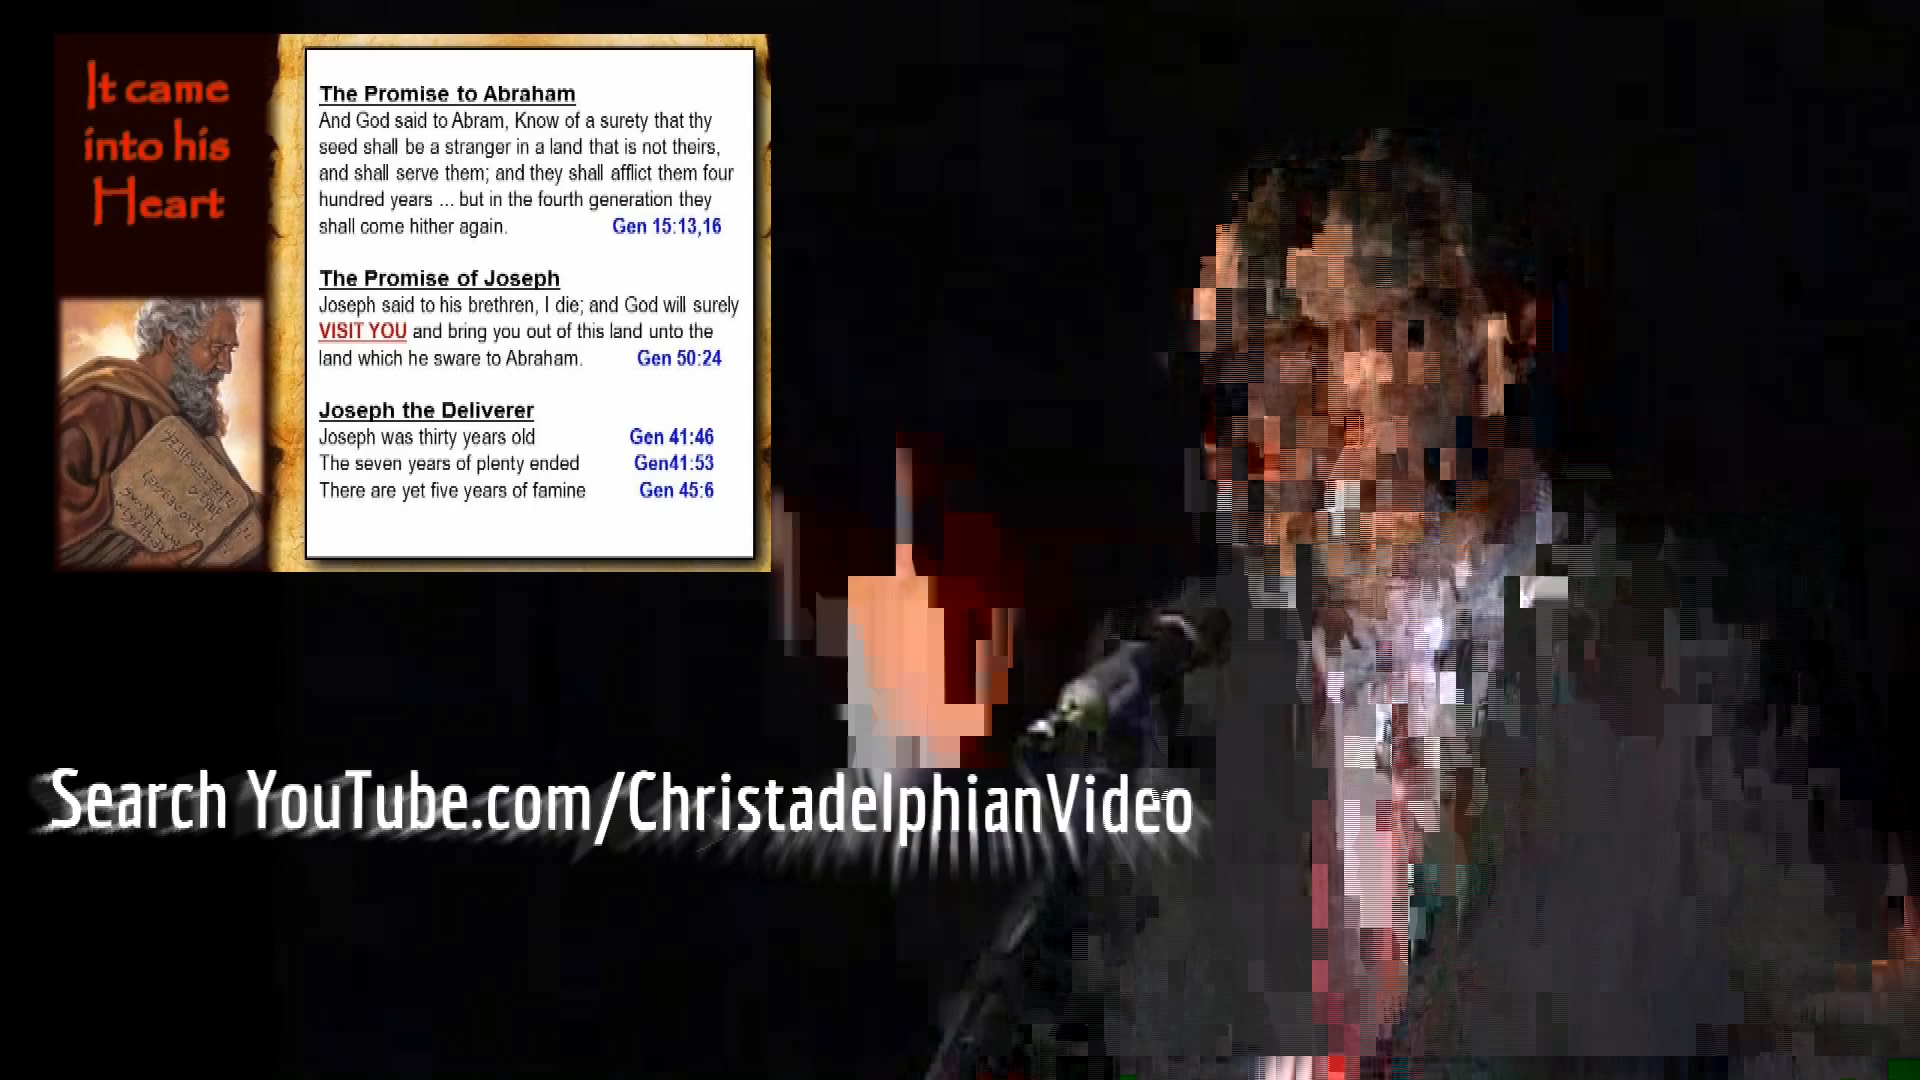 It came
into his
Heart
The Promise to Abraham
And God said to Abram, Know of a surety that thy
seed shall be a stranger in a land that is not theirs,
and shall serve them; and they shall afflict them four
hundred years ... but in the fourth generation they
shall come hither again. Gen 15:13,16
The Promise of Joseph
Joseph said to his brethren, I die; and God will surely
VISIT YOU and bring you out of this land unto the
land which he sware to Abraham. Gen 50:24
Joseph the Deliverer
Joseph was thirty years old Gen 41:46
The seven years of plenty ended Gen41:53
There are yet five years of famine Gen 45:6
Search YouTube.com/ChristadelphianVideo